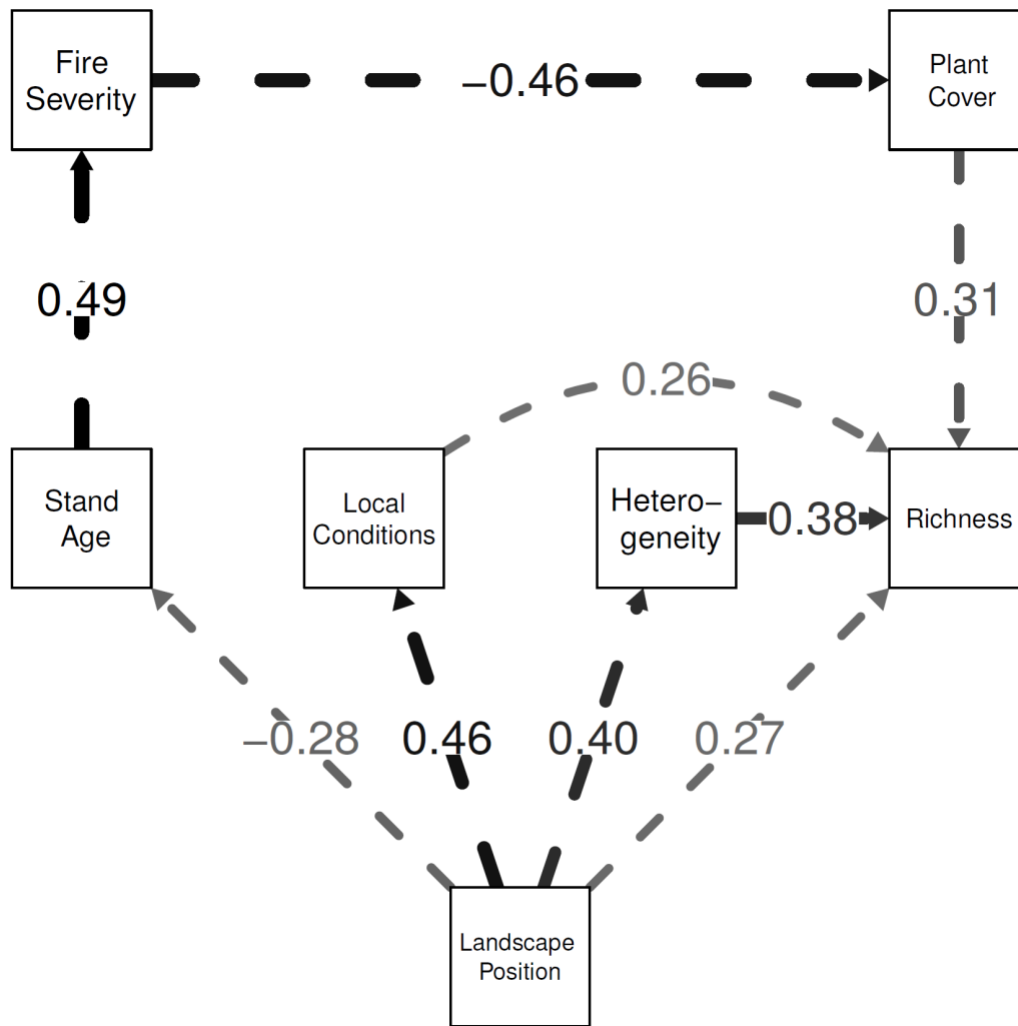 Fire
Severity
−0.46
Plant
Cover
0.49
0.31
0.26
Stand
Age
Local
Conditions
Hetero−
geneity
0.38
Richness
−0.28
0.46
0.40
0.27
Landscape
Position